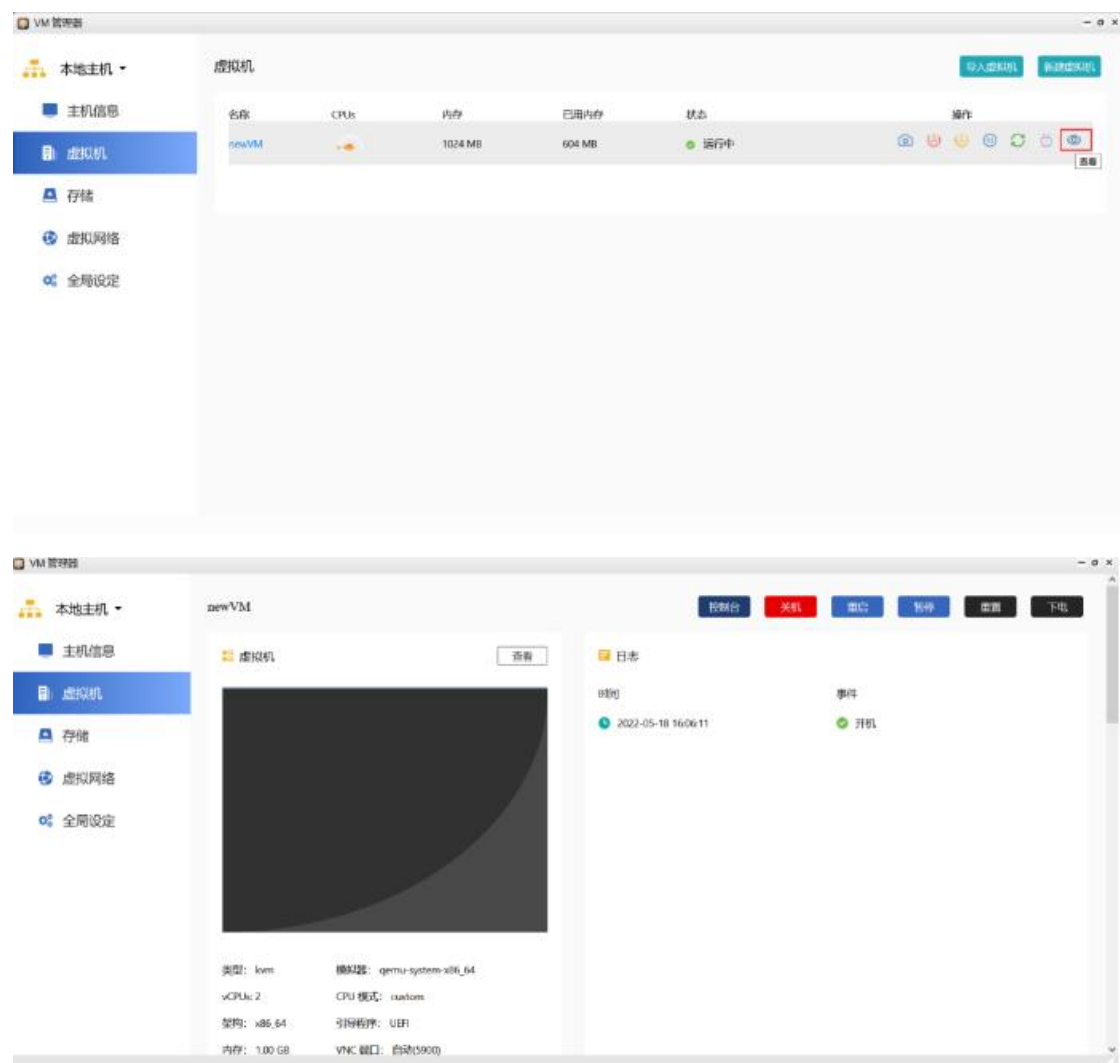 VM 管理器
本地主机
虚拟机
导入虚拟机 新建虚拟机
主机信息
名称 CPUs 内存 已用内存 状态 操作
虚拟机
newVM 1024 MB 604 MB 运行中
查看
存储
虚拟网络
全局设定
VM 管理器
本地主机
newVM
控制台 关机 重启 暂停 重置 下电
主机信息
虚拟机 查看 日志
虚拟机
时间 事件
存储
2022-05-18 16:06:11 开机
虚拟网络
全局设定
类型: kvm 模拟器: qemu-system-x86_64
vCPUs: 2 CPU 模式: custom
架构: x86_64 引导程序: UEFI
内存: 1.00 GB VNC 端口: 自动(5900)